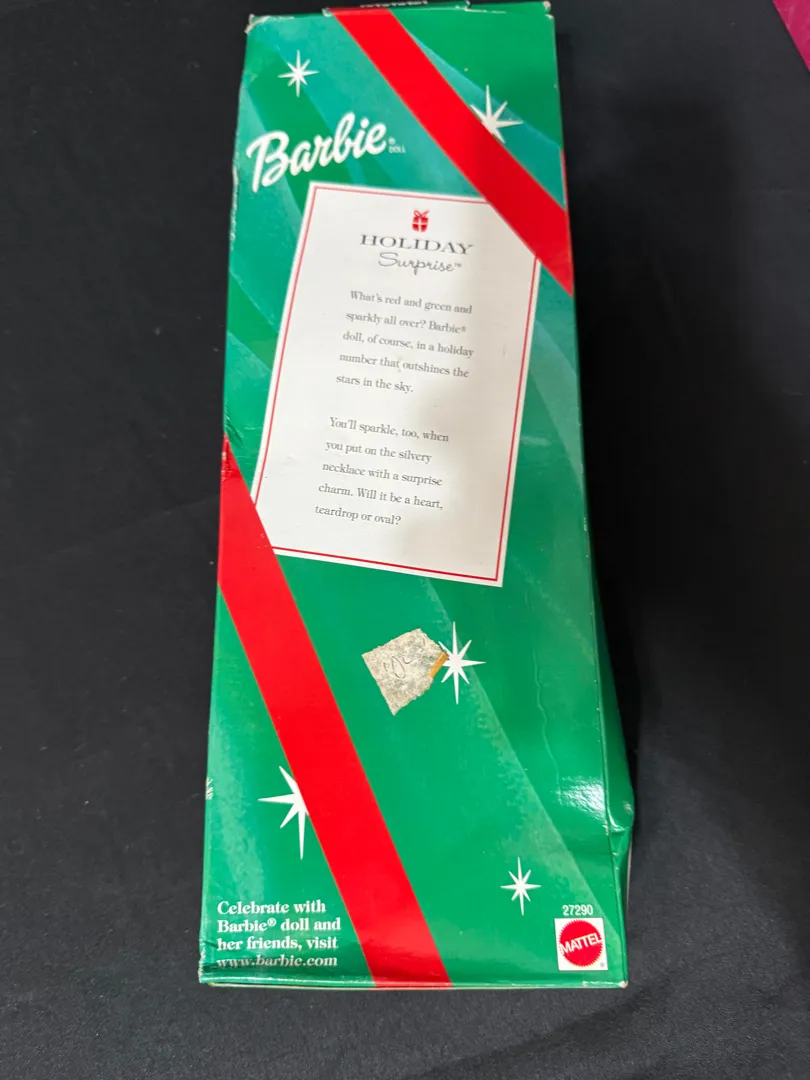 Barbie® DOLL
HOLIDAY
Surprise™
What's red and green and
sparkly all over? Barbie®
doll, of course, in a holiday
number that outshines the
stars in the sky.
You'll sparkle, too, when
you put on the silvery
necklace with a surprise
charm. Will it be a heart,
teardrop or oval?
Celebrate with
Barbie® doll and
her friends, visit
www.barbie.com
27290
MATTEL®